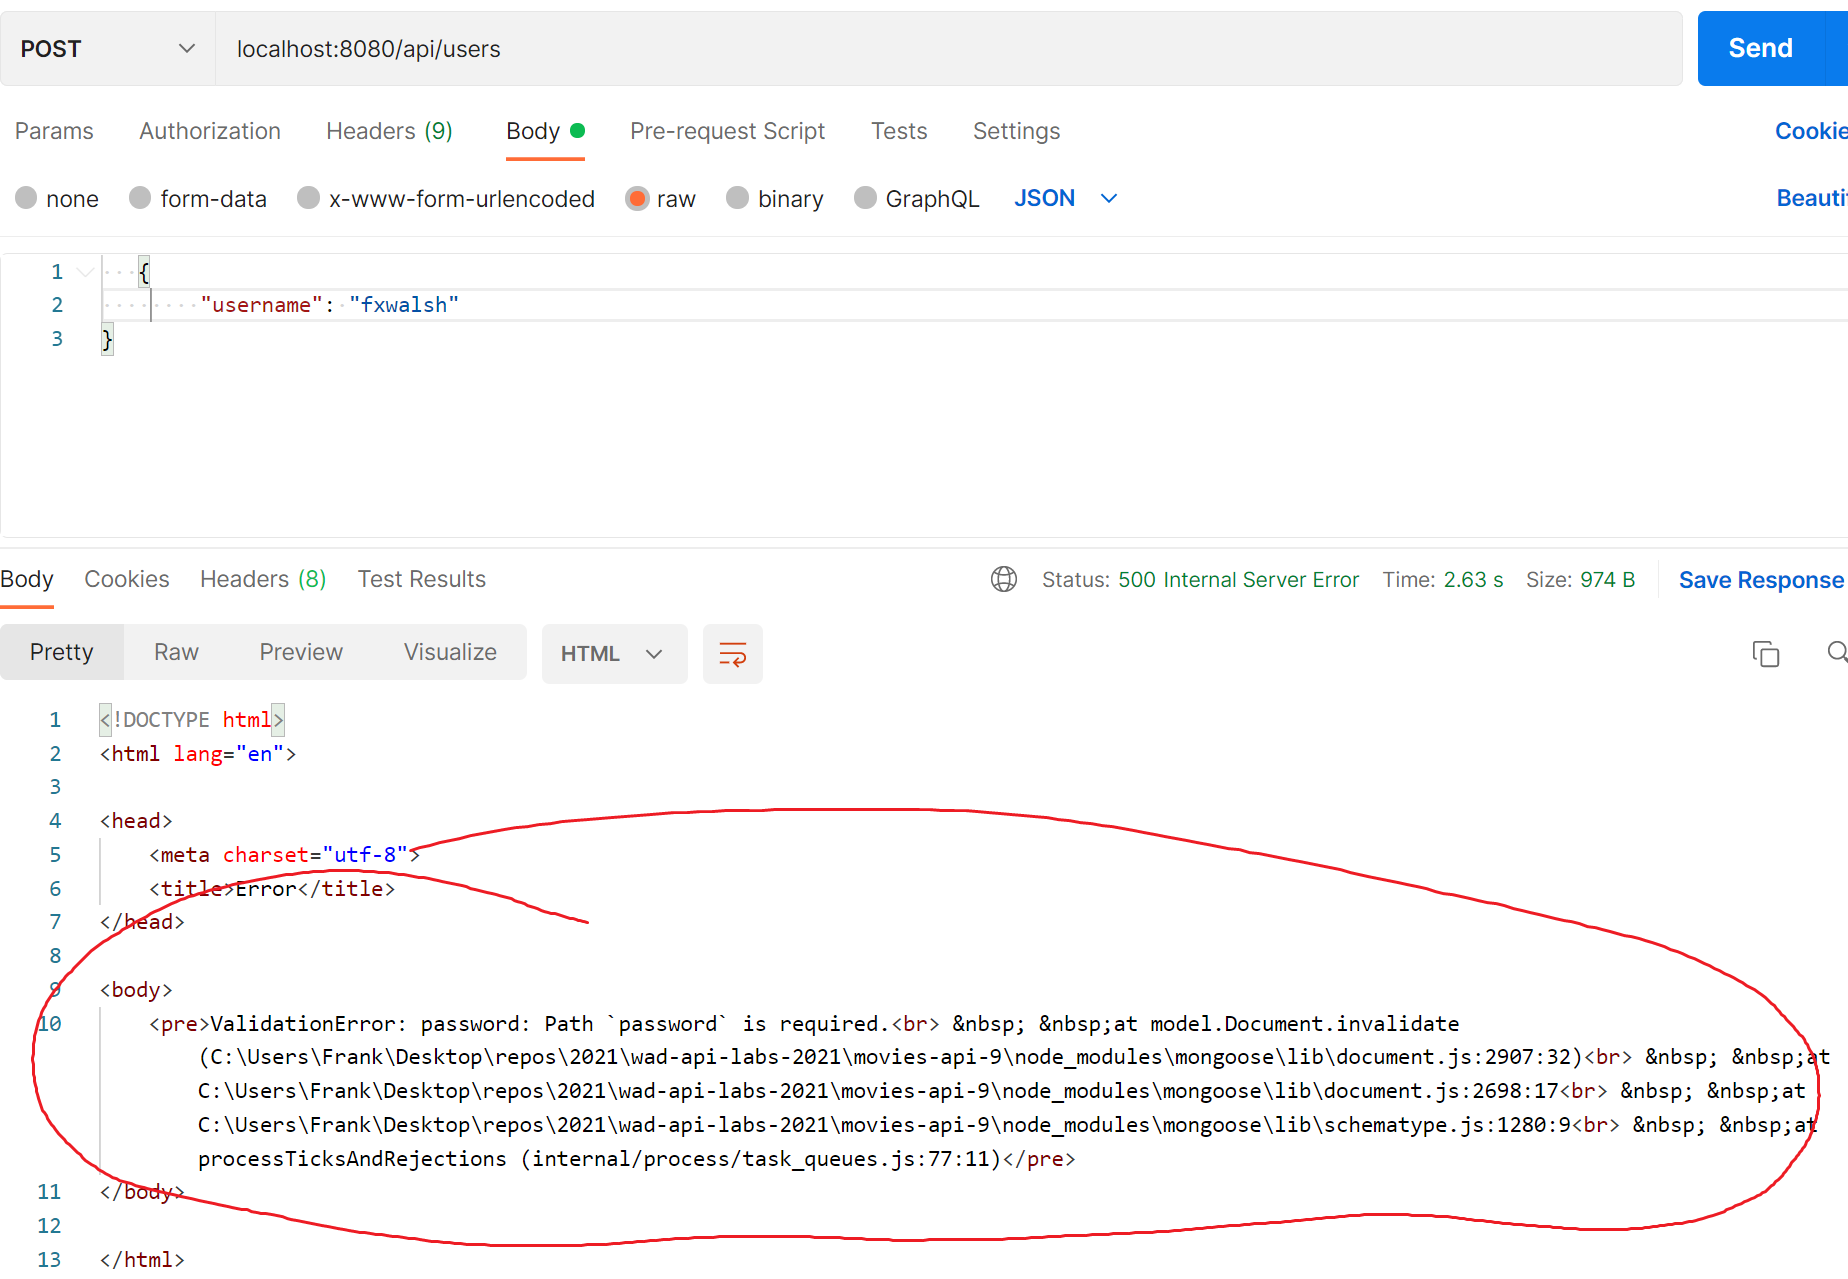 POST localhost:8080/api/users Send
Params Authorization Headers (9) Body Pre-request Script Tests Settings Cookie
none form-data x-www-form-urlencoded raw binary GraphQL JSON Beauti
1 {
2 "username": "fxwalsh"
3 }
Body Cookies Headers (8) Test Results Status: 500 Internal Server Error Time: 2.63 s Size: 974 B Save Response
Pretty Raw Preview Visualize HTML
1 <!DOCTYPE html>
2 <html lang="en">
3
4 <head>
5 <meta charset="utf-8">
6 <title>Error</title>
7 </head>
8
9 <body>
10 <pre>ValidationError: password: Path `password` is required.<br> &nbsp; &nbsp;at model.Document.invalidate
(C:\Users\Frank\Desktop\repos\2021\wad-api-labs-2021\movies-api-9\node_modules\mongoose\lib\document.js:2907:32)<br> &nbsp; &nbsp;at
C:\Users\Frank\Desktop\repos\2021\wad-api-labs-2021\movies-api-9\node_modules\mongoose\lib\document.js:2698:17<br> &nbsp; &nbsp;at
C:\Users\Frank\Desktop\repos\2021\wad-api-labs-2021\movies-api-9\node_modules\mongoose\lib\schematype.js:1280:9<br> &nbsp; &nbsp;at
processTicksAndRejections (internal/process/task_queues.js:77:11)</pre>
11 </body>
12
13 </html>